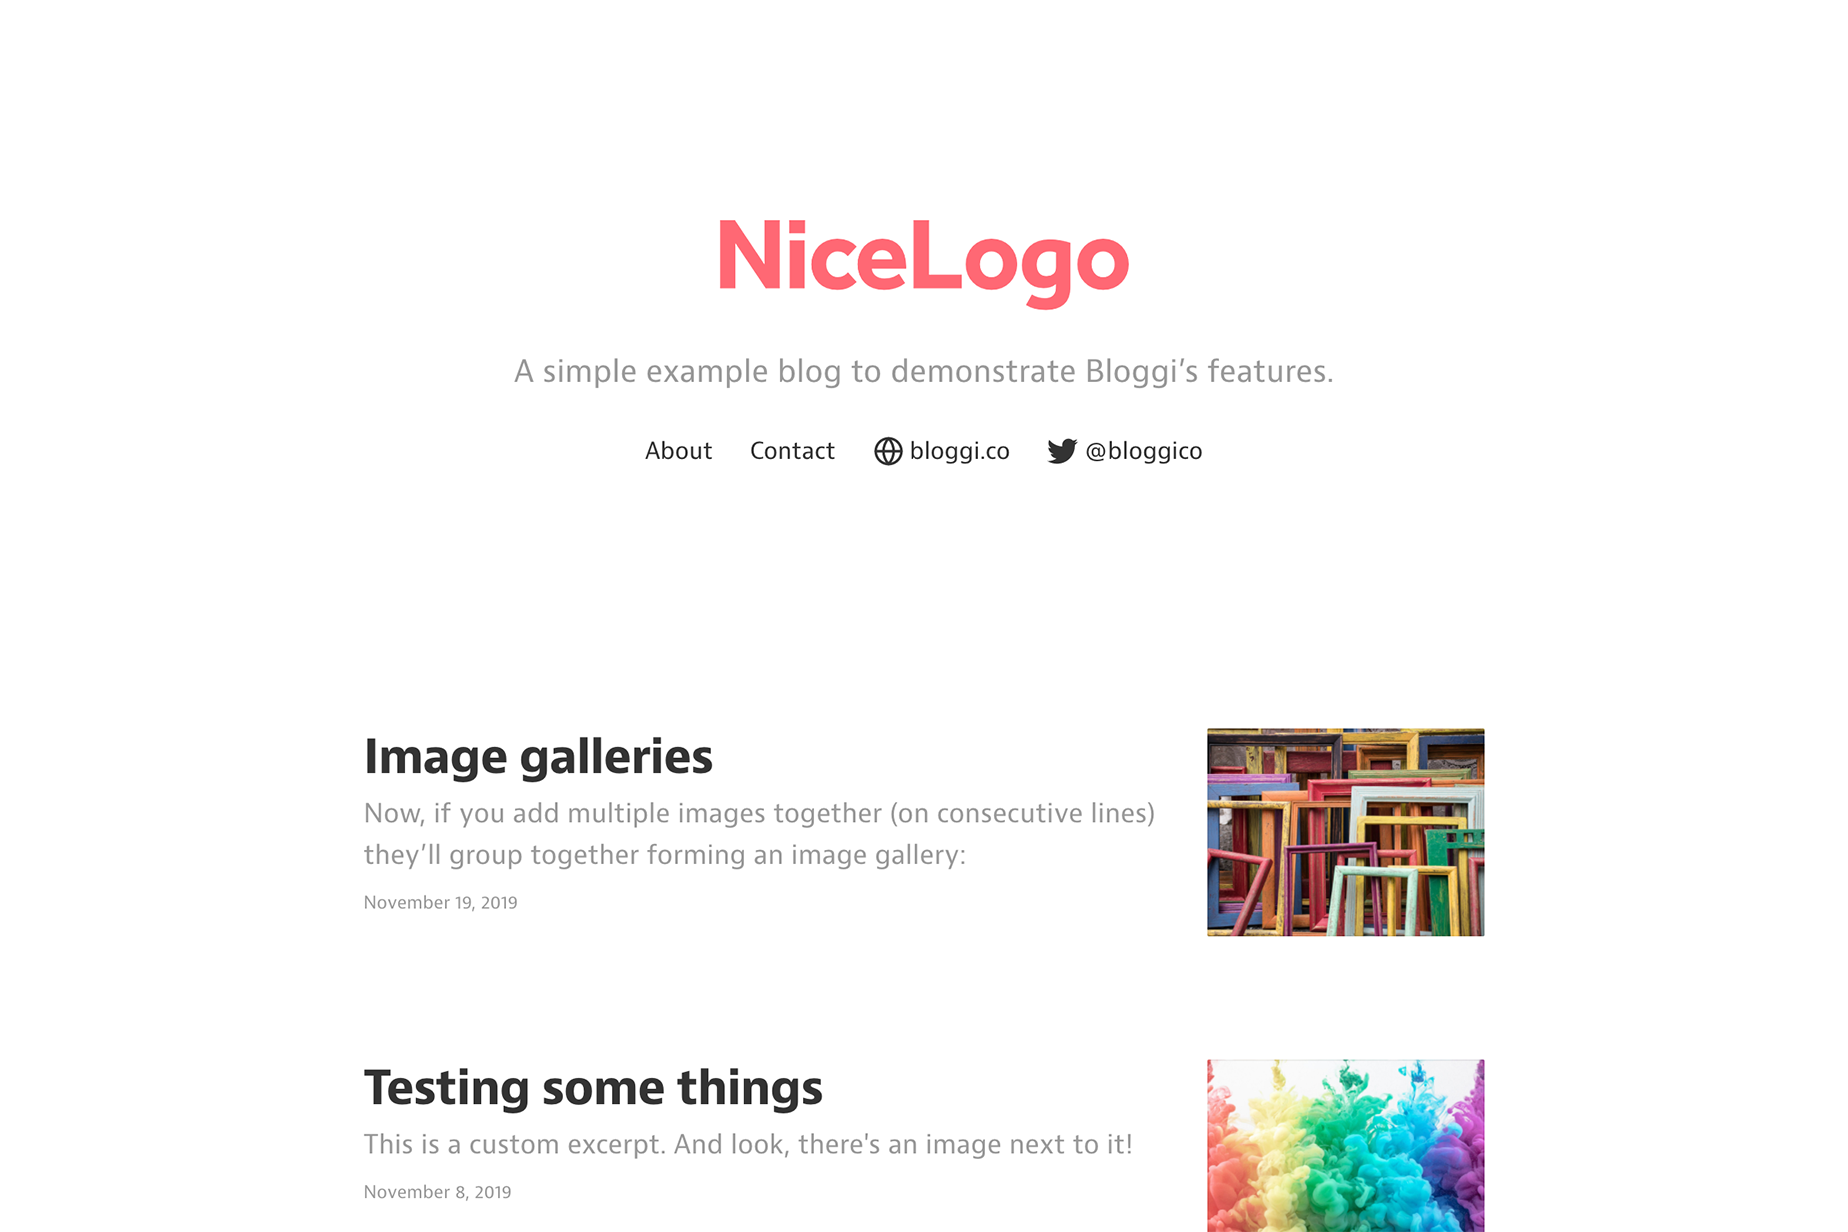 NiceLogo
A simple example blog to demonstrate Bloggi’s features.
About Contact bloggi.co @bloggico
Image galleries
Now, if you add multiple images together (on consecutive lines)
they’ll group together forming an image gallery:
November 19, 2019
Testing some things
This is a custom excerpt. And look, there's an image next to it!
November 8, 2019